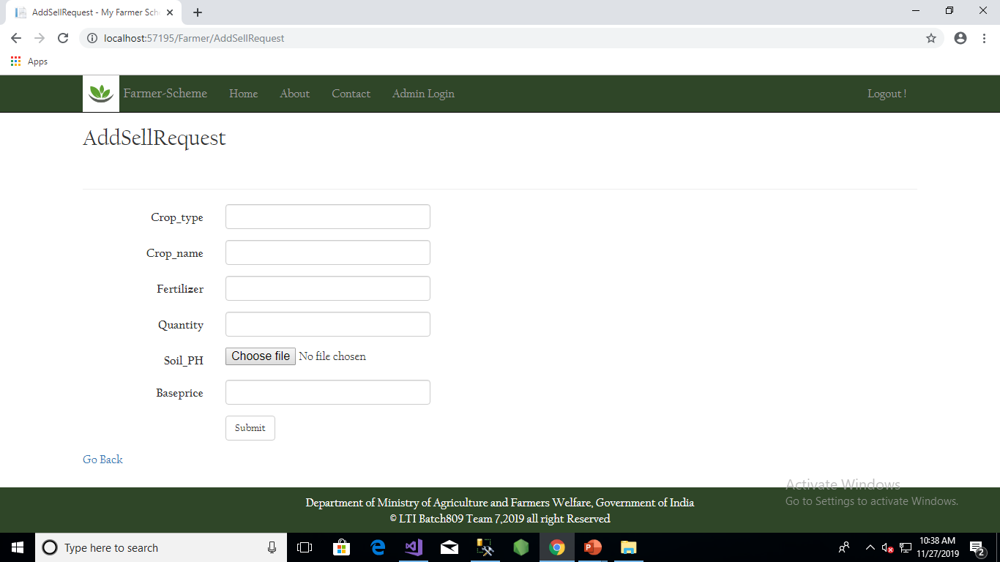 AddSellRequest - My Farmer Sch
localhost:57195/Farmer/AddSellRequest
Apps
Farmer-Scheme Home About Contact Admin Login Logout !
AddSellRequest
Crop_type
Crop_name
Fertilizer
Quantity
Soil_PH Choose file No file chosen
Baseprice
Submit
Go Back
Activate Windows
Go to Settings to activate Windows.
Department of Ministry of Agriculture and Farmers Welfare, Government of India
© LTI Batch809 Team 7,2019 all right Reserved
Type here to search
10:38 AM
11/27/2019
2